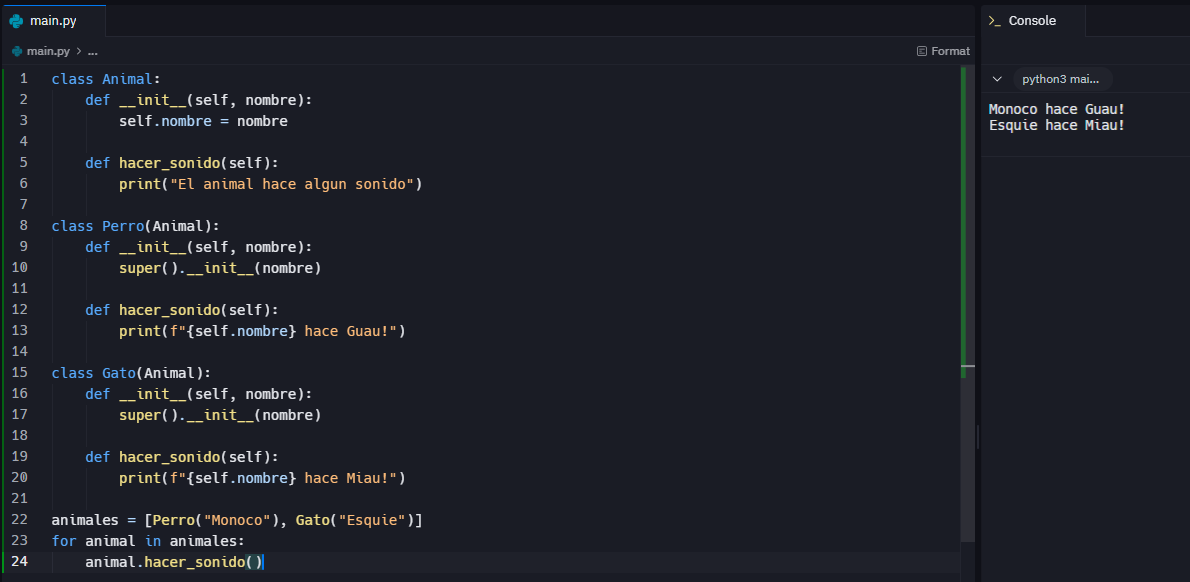 main.py
main.py > ...
Format
1 class Animal:
2     def __init__(self, nombre):
3         self.nombre = nombre
4
5     def hacer_sonido(self):
6         print("El animal hace algun sonido")
7
8 class Perro(Animal):
9     def __init__(self, nombre):
10         super().__init__(nombre)
11
12     def hacer_sonido(self):
13         print(f"{self.nombre} hace Guau!")
14
15 class Gato(Animal):
16     def __init__(self, nombre):
17         super().__init__(nombre)
18
19     def hacer_sonido(self):
20         print(f"{self.nombre} hace Miau!")
21
22 animales = [Perro("Monoco"), Gato("Esquie")]
23 for animal in animales:
24     animal.hacer_sonido()
>_ Console
python3 mai...
Monoco hace Guau!
Esquie hace Miau!